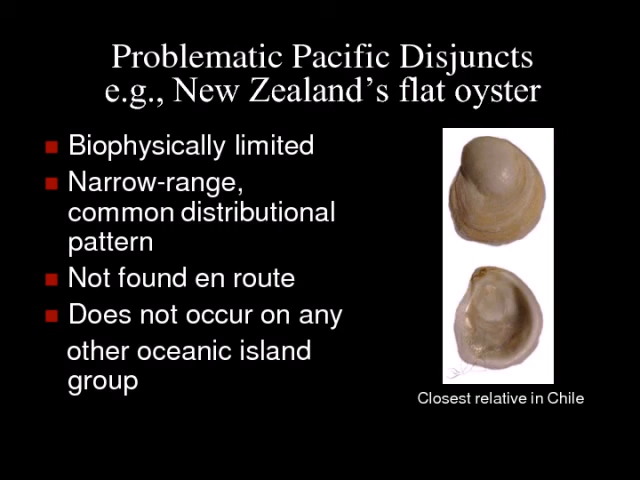 Problematic Pacific Disjuncts
e.g., New Zealand's flat oyster
Biophysically limited
Narrow-range,
common distributional
pattern
Not found en route
Does not occur on any
other oceanic island
group
Closest relative in Chile